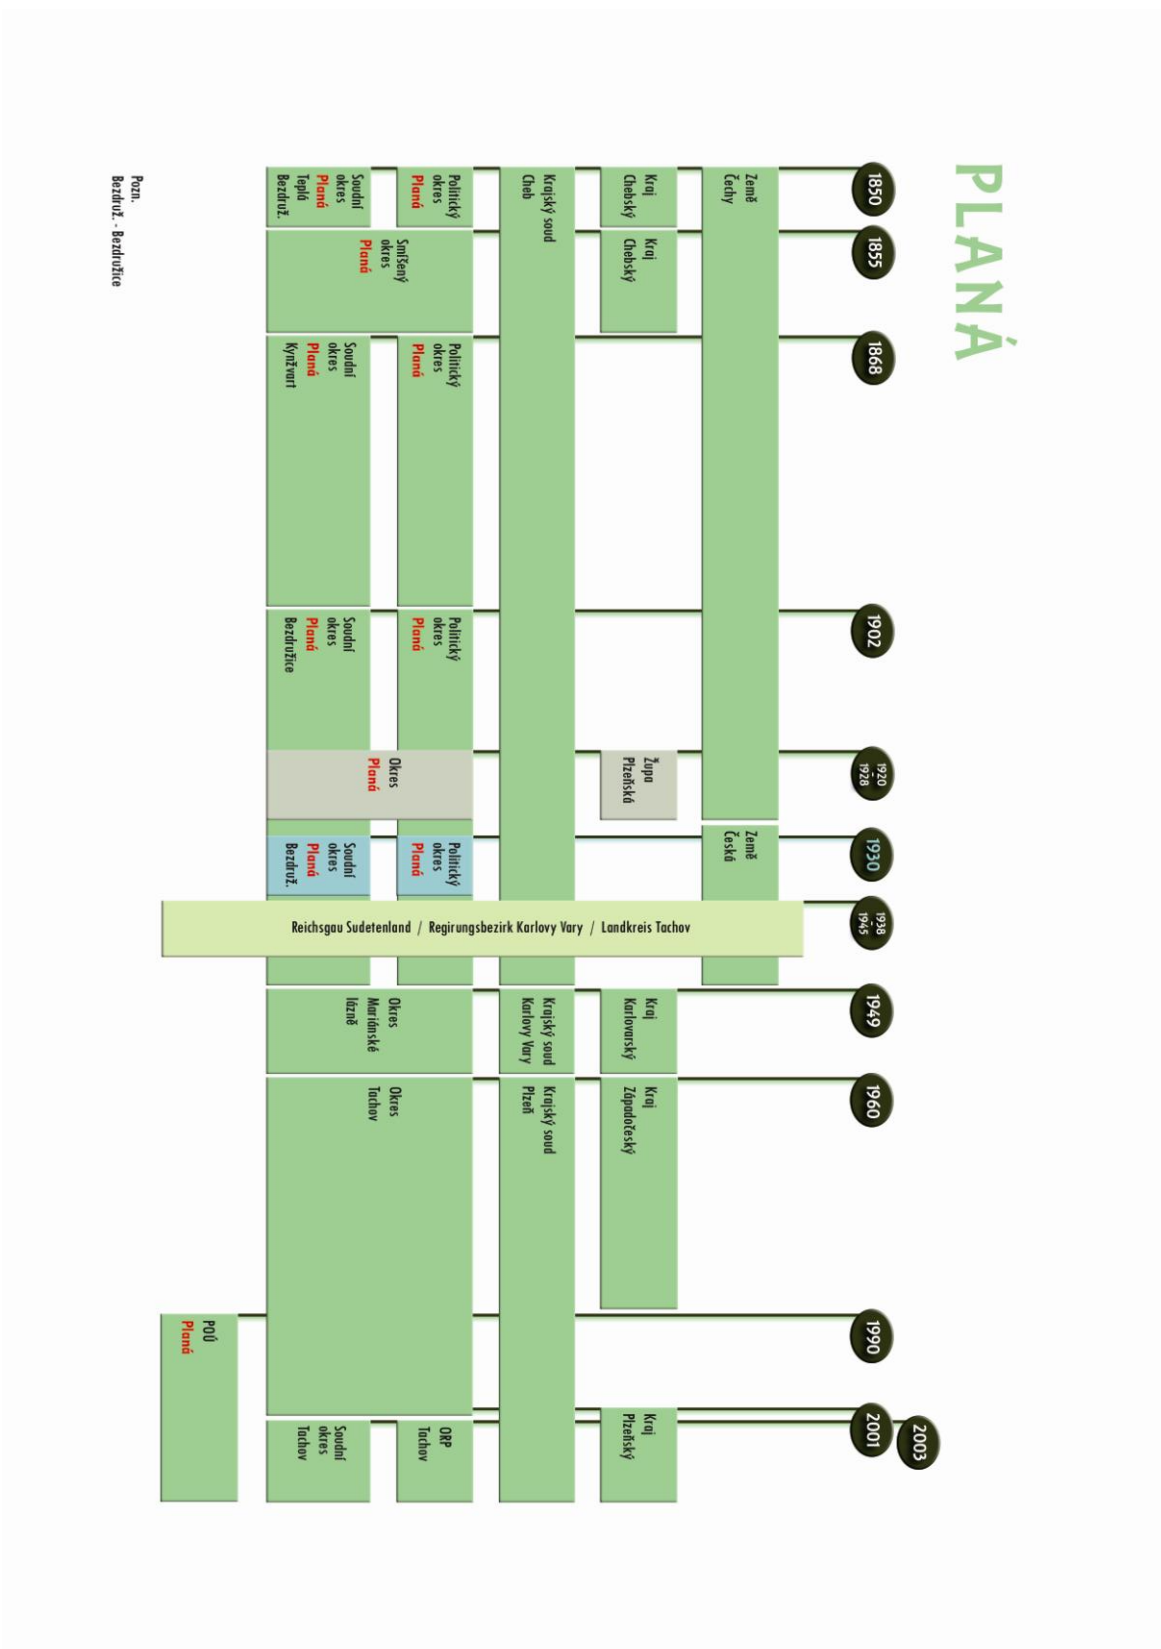 PLANÁ
1850
1855
1868
1902
1920
-
1928
1930
1938
-
1945
1949
1960
1990
2001
2003
Země
Čechy
Země
Česká
Kraj
Chebský
Kraj
Chebský
Župa
Plzeňská
Kraj
Karlovarský
Kraj
Západočeský
Kraj
Plzeňský
Krajský soud
Cheb
Krajský soud
Karlovy Vary
Krajský soud
Plzeň
Politický
okres
Planá
Smíšený
okres
Planá
Politický
okres
Planá
Politický
okres
Planá
Okres
Planá
Politický
okres
Planá
Okres
Mariánské
lázně
Okres
Tachov
ORP
Tachov
Soudní
okres
Planá
Teplá
Bezdruž.
Soudní
okres
Planá
Kynžvart
Soudní
okres
Planá
Bezdružice
Soudní
okres
Planá
Bezdruž.
Soudní
okres
Tachov
Reichsgau Sudetenland / Regirungsbezirk Karlovy Vary / Landkreis Tachov
POÚ
Planá
Pozn.
Bezdruž. - Bezdružice